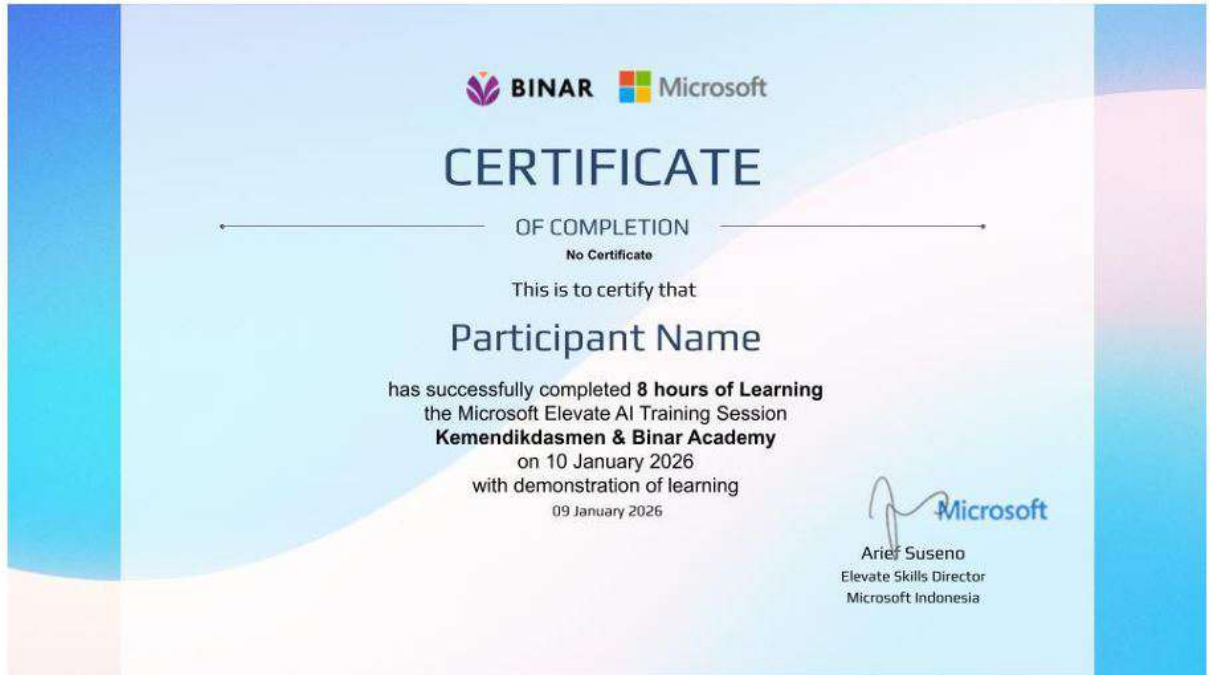 BINAR Microsoft
CERTIFICATE
OF COMPLETION
No Certificate
This is to certify that
Participant Name
has successfully completed 8 hours of Learning
the Microsoft Elevate AI Training Session
Kemendikdasmen & Binar Academy
on 10 January 2026
with demonstration of learning
09 January 2026
Microsoft
Arief Suseno
Elevate Skills Director
Microsoft Indonesia